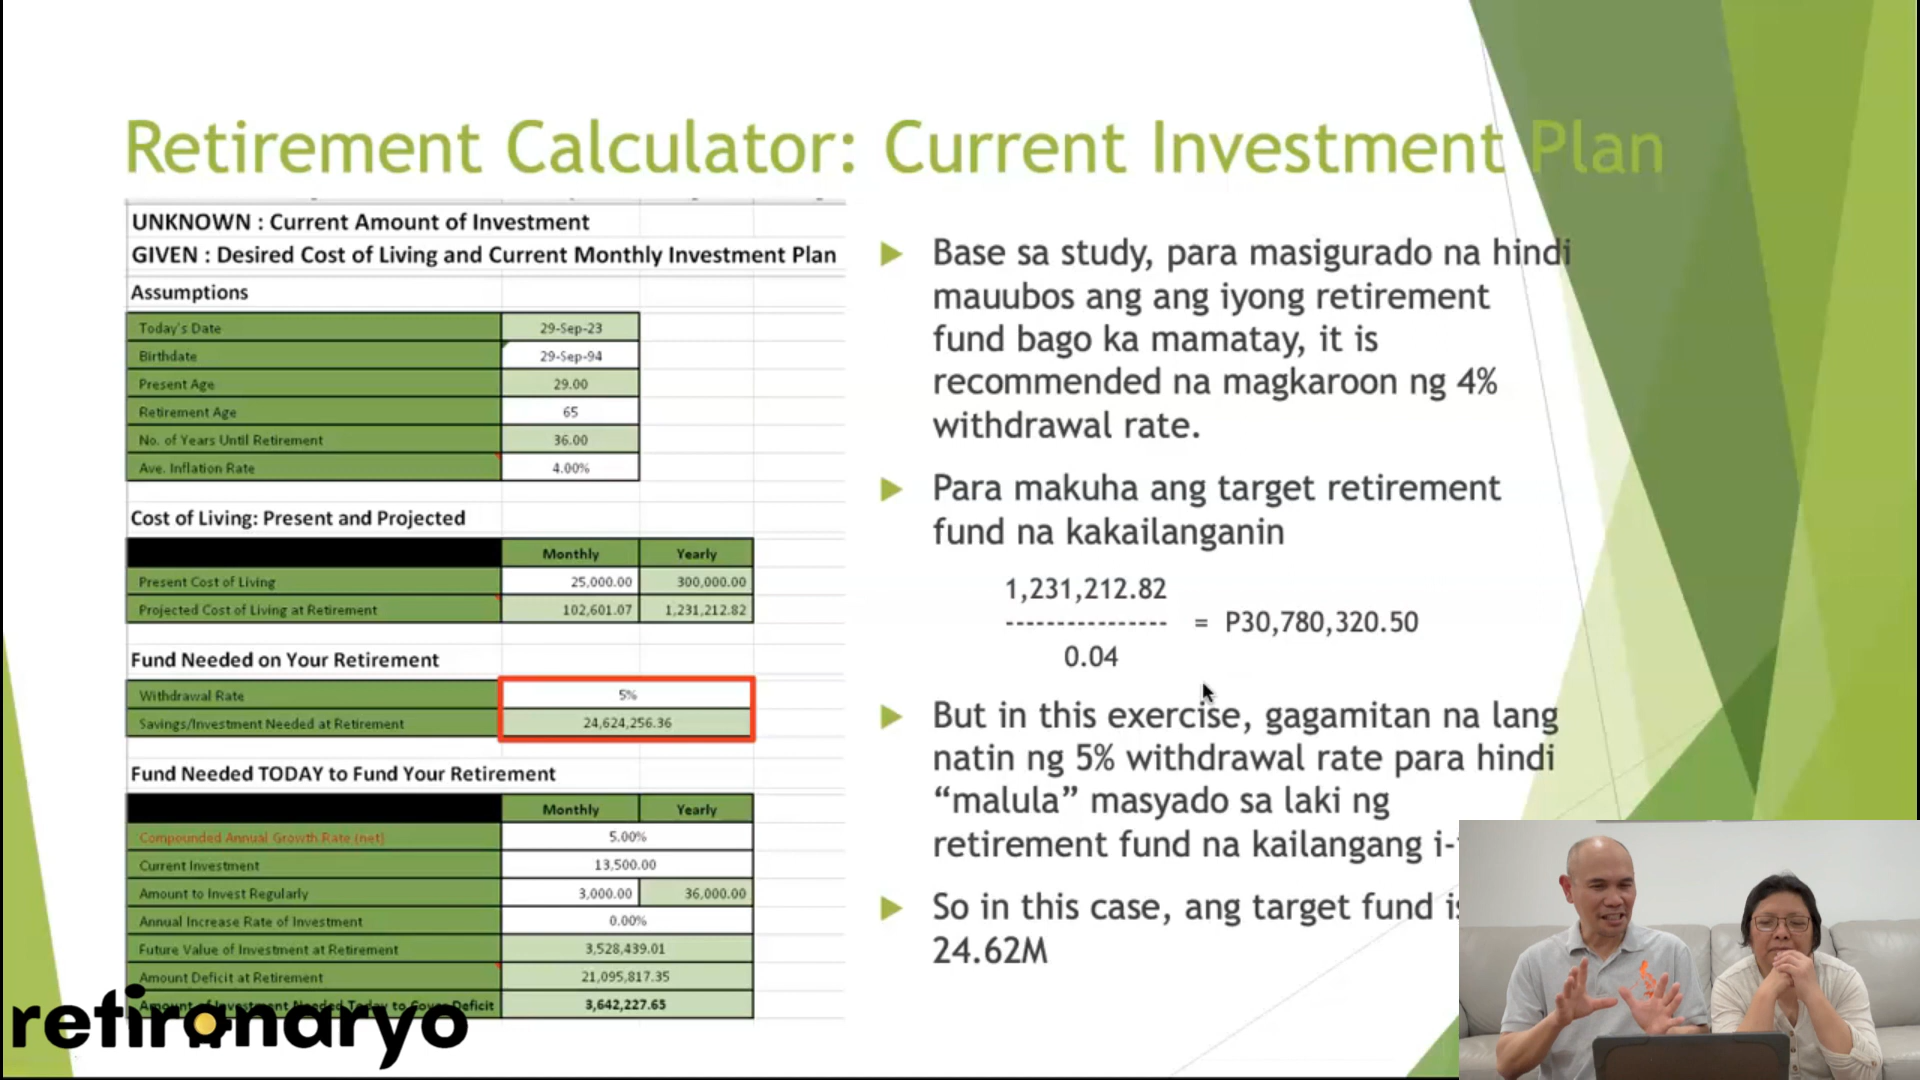 Retirement Calculator: Current Investment Plan
UNKNOWN : Current Amount of Investment
GIVEN : Desired Cost of Living and Current Monthly Investment Plan
Assumptions
Today's Date 29-Sep-23
Birthdate 29-Sep-94
Present Age 29.00
Retirement Age 65
No. of Years Until Retirement 36.00
Ave. Inflation Rate 4.00%
Cost of Living: Present and Projected
Monthly Yearly
Present Cost of Living 25,000.00 300,000.00
Projected Cost of Living at Retirement 102,601.07 1,231,212.82
Fund Needed on Your Retirement
Withdrawal Rate 5%
Savings/Investment Needed at Retirement 24,624,256.36
Fund Needed TODAY to Fund Your Retirement
Monthly Yearly
Compounded Annual Growth Rate (net) 5.00%
Current Investment 13,500.00
Amount to Invest Regularly 3,000.00 36,000.00
Annual Increase Rate of Investment 0.00%
Future Value of Investment at Retirement 3,528,439.01
Amount Deficit at Retirement 21,095,817.35
Amount of Investment Needed Today to Cover Deficit 3,642,227.65
Base sa study, para masigurado na hindi
mauubos ang ang iyong retirement
fund bago ka mamatay, it is
recommended na magkaroon ng 4%
withdrawal rate.
Para makuha ang target retirement
fund na kakailanganin
1,231,212.82
---------------- = P30,780,320.50
0.04
But in this exercise, gagamitan na lang
natin ng 5% withdrawal rate para hindi
“malula” masyado sa laki ng
retirement fund na kailangang i-
So in this case, ang target fund is
24.62M
retironaryo